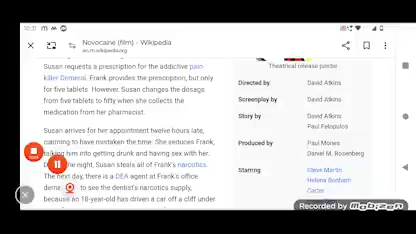 10:31
Novocaine (film) - Wikipedia
en.m.wikipedia.org
Susan requests a prescription for the addictive pain
killer Demerol. Frank provides the prescription, but only
for five tablets. However, Susan changes the dosage
from five tablets to fifty when she collects the
medication from her pharmacist.
Susan arrives for her appointment twelve hours late,
claiming to have mistaken the time. She seduces Frank,
talking him into getting drunk and having sex with her.
the night, Susan steals all of Frank's narcotics.
The next day, there is a DEA agent at Frank's office
to see the dentist's narcotics supply,
because an 18-year-old has driven a car off a cliff under
Theatrical release poster
Directed by David Atkins
Screenplay by David Atkins
Story by David Atkins
Paul Felopulos
Produced by Paul Mones
Daniel M. Rosenberg
Starring Steve Martin
Helena Bonham
Carter
Recorded by Mobizen